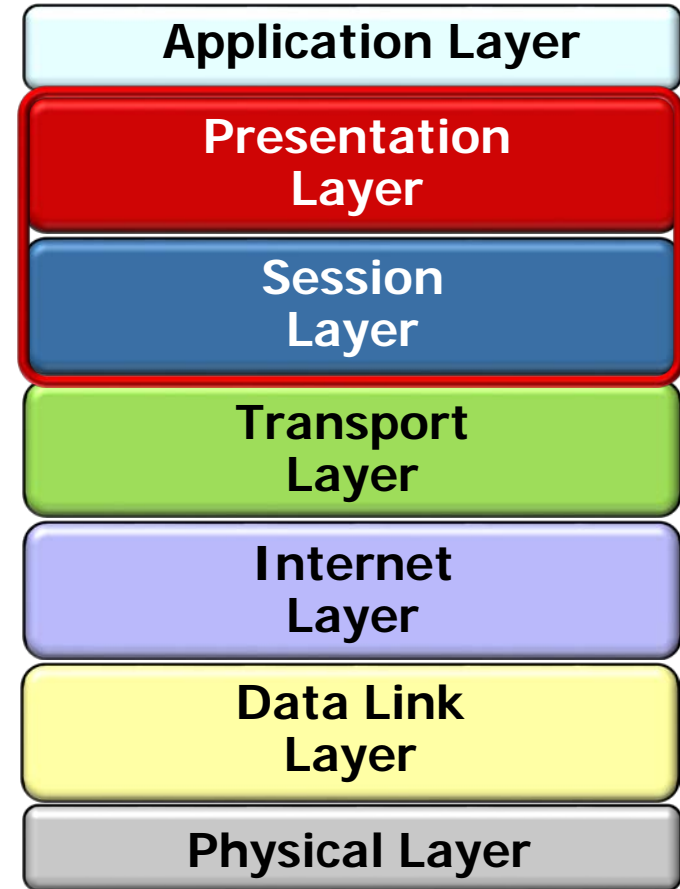 Application Layer
Presentation
Layer
Session
Layer
Transport
Layer
Internet
Layer
Data Link
Layer
Physical Layer